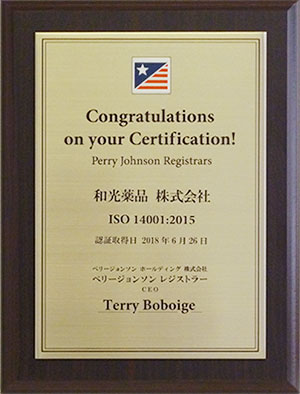 Congratulations
on your Certification!
Perry Johnson Registrars
和光薬品 株式会社
ISO 14001:2015
認証取得日 2018年6月26日
ペリージョンソン ホールディング 株式会社
ペリージョンソン レジストラー
CEO
Terry Boboige